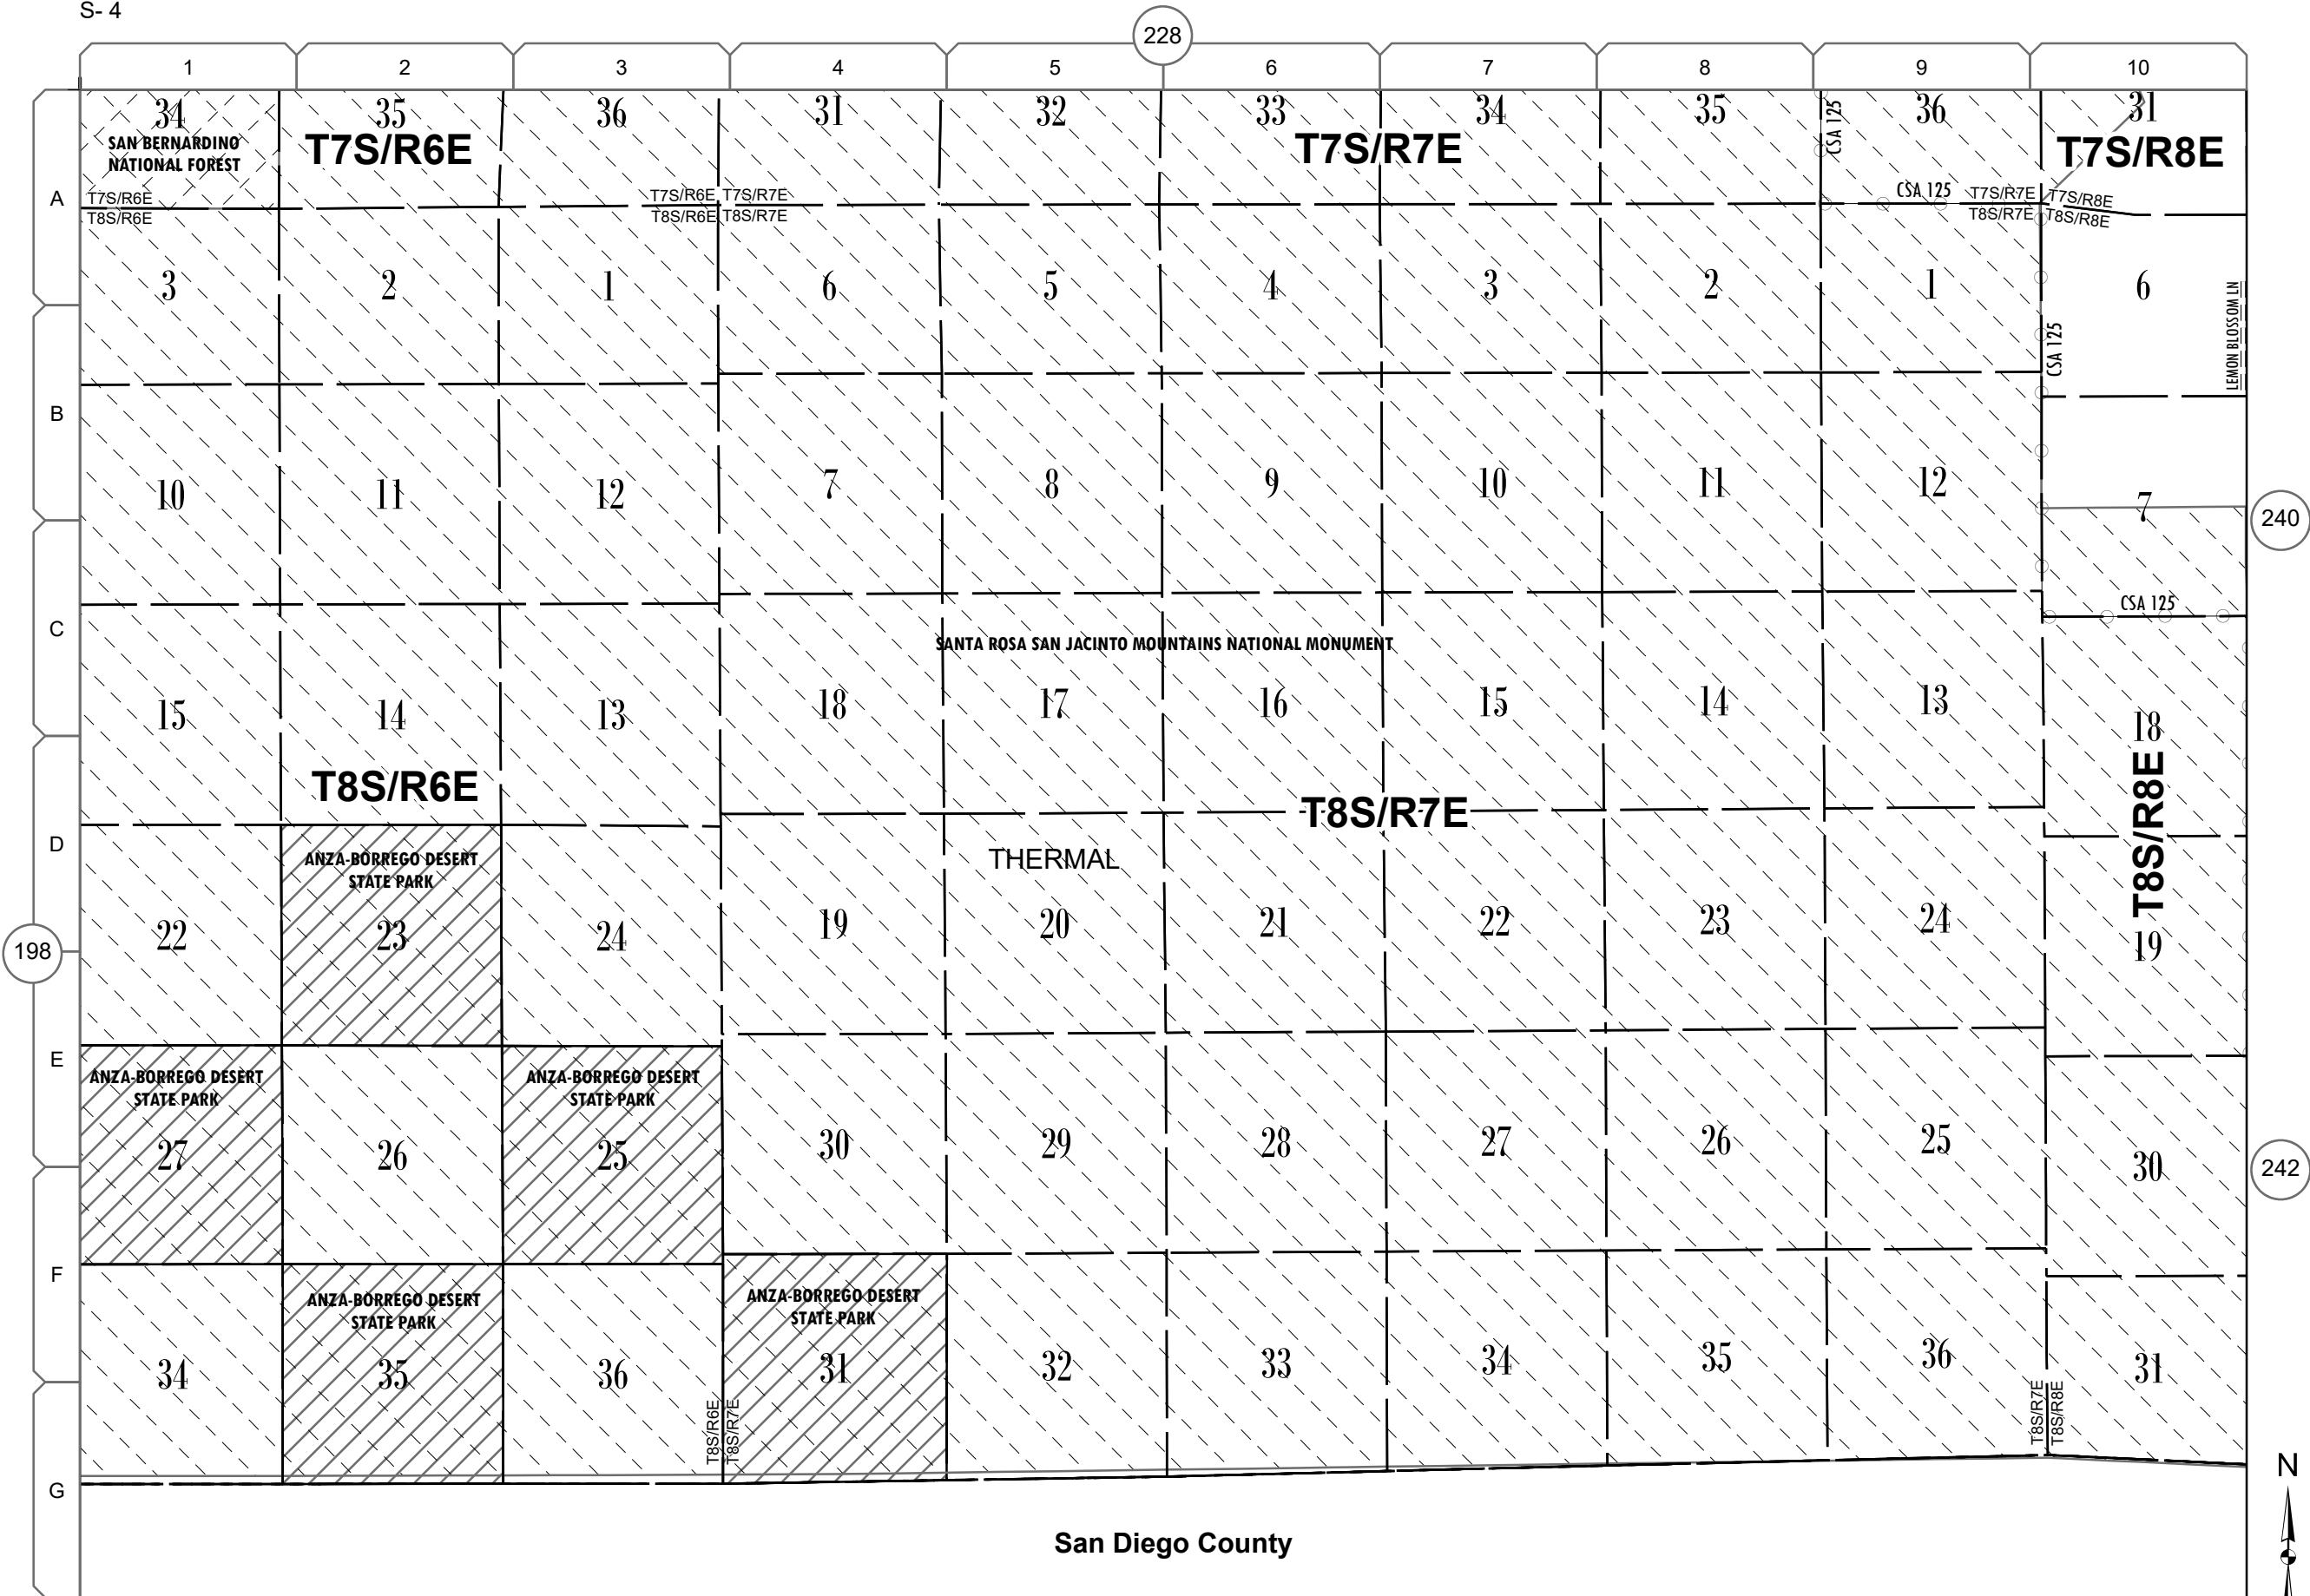 S- 4
228
1 2 3 4 5 6 7 8 9 10
34 35 36 31 32 33 34 35 36 31
SAN BERNARDINO
NATIONAL FOREST
T7S/R6E
T7S/R7E
T7S/R8E
CSA 125
A
T7S/R6E
T8S/R6E
T7S/R6E T7S/R7E
T8S/R6E T8S/R7E
CSA 125
T7S/R7E T7S/R8E
T8S/R7E T8S/R8E
3 2 1 6 5 4 3 2 1 6
CSA 125
LEMON BLOSSOM LN
B
10 11 12 7 8 9 10 11 12 7
240
C
CSA 125
SANTA ROSA SAN JACINTO MOUNTAINS NATIONAL MONUMENT
15 14 13 18 17 16 15 14 13 18
T8S/R6E
T8S/R7E
T8S/R8E
D
ANZA-BORREGO DESERT
STATE PARK
THERMAL
22 23 24 19 20 21 22 23 24 19
198
E
ANZA-BORREGO DESERT
STATE PARK
ANZA-BORREGO DESERT
STATE PARK
27 26 25 30 29 28 27 26 25 30
242
F
ANZA-BORREGO DESERT
STATE PARK
ANZA-BORREGO DESERT
STATE PARK
34 35 36 31 32 33 34 35 36 31
T8S/R6E
T8S/R7E
T8S/R7E
T8S/R8E
G
N
San Diego County